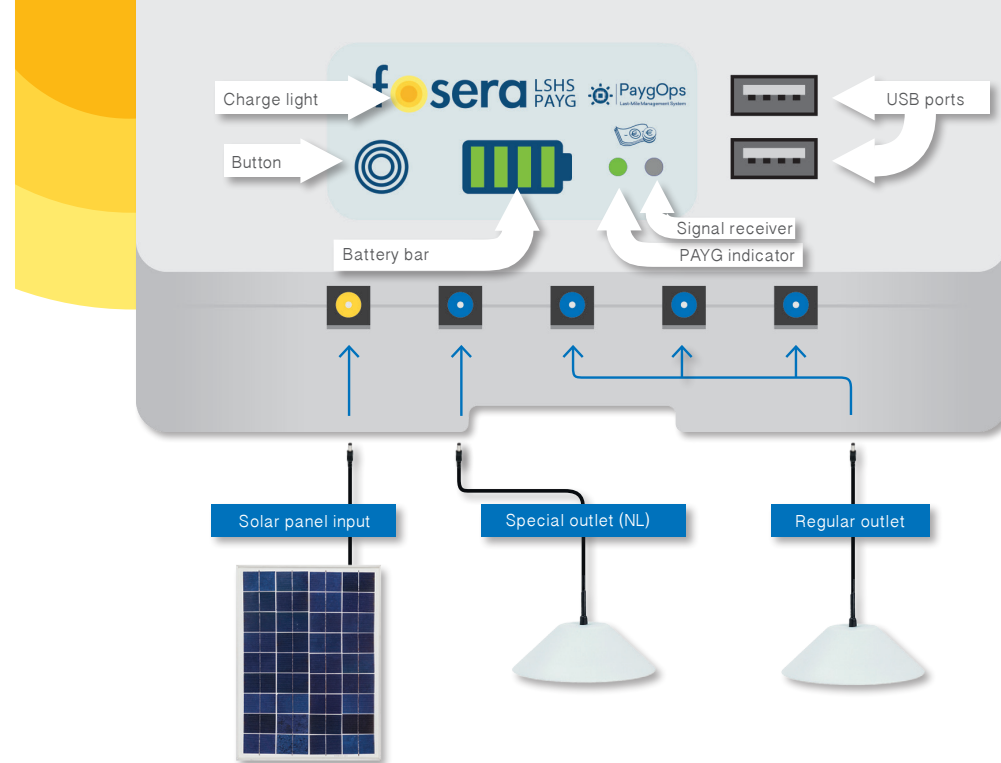 Charge light
fosera LSHS PAYG
PaygOps
Last-Mile Management System
USB ports
Button
Signal receiver
Battery bar
PAYG indicator
Solar panel input
Special outlet (NL)
Regular outlet